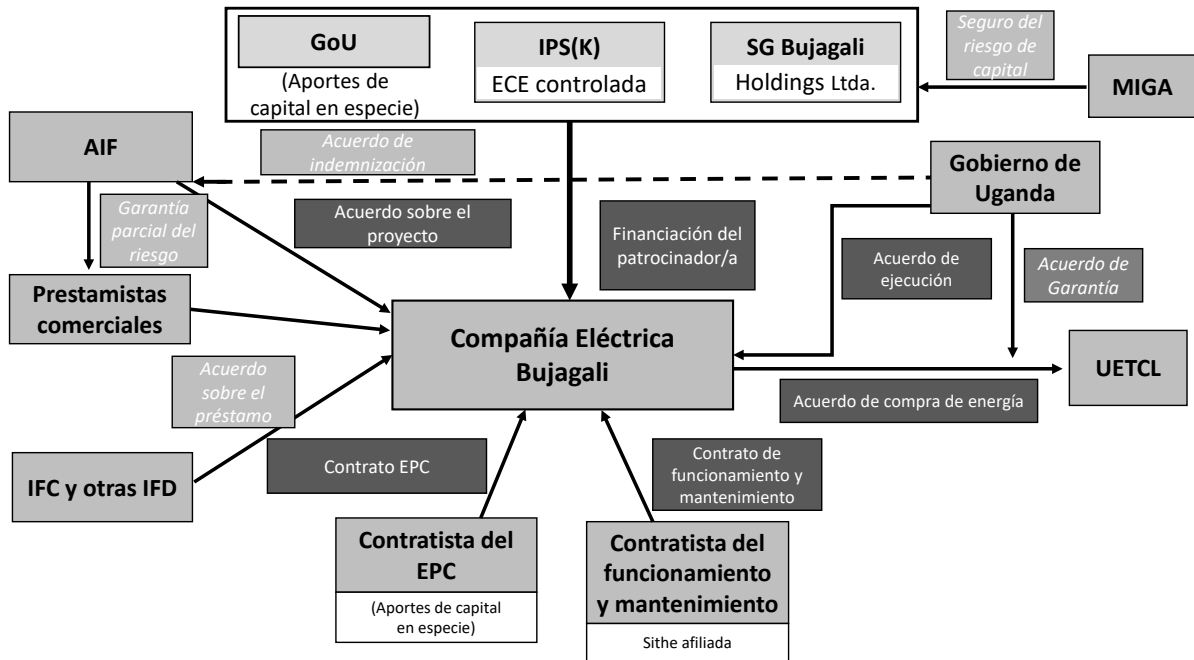 GoU
(Aportes de
capital en especie)
IPS(K)
ECE controlada
SG Bujagali
Holdings Ltda.
Seguro del
riesgo de
capital
MIGA
AIF
Acuerdo de
indemnización
Gobierno de
Uganda
Garantía
parcial del
riesgo
Acuerdo sobre el
proyecto
Financiación del
patrocinador/a
Acuerdo de
ejecución
Acuerdo de
Garantía
Prestamistas
comerciales
Compañía Eléctrica
Bujagali
UETCL
Acuerdo
sobre el
préstamo
Acuerdo de compra de energía
IFC y otras IFD
Contrato EPC
Contrato de
funcionamiento y
mantenimiento
Contratista del
EPC
(Aportes de capital
en especie)
Contratista del
funcionamiento
y mantenimiento
Sithe afiliada